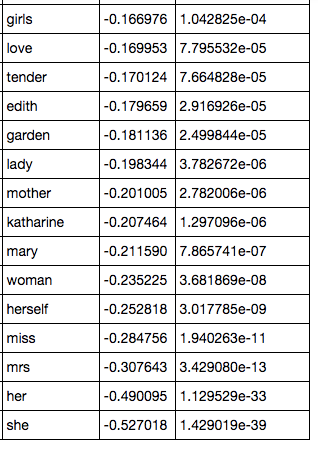 girls -0.166976 1.042825e-04
love -0.169953 7.795532e-05
tender -0.170124 7.664828e-05
edith -0.179659 2.916926e-05
garden -0.181136 2.499844e-05
lady -0.198344 3.782672e-06
mother -0.201005 2.782006e-06
katharine -0.207464 1.297096e-06
mary -0.211590 7.865741e-07
woman -0.235225 3.681869e-08
herself -0.252818 3.017785e-09
miss -0.284756 1.940263e-11
mrs -0.307643 3.429080e-13
her -0.490095 1.129529e-33
she -0.527018 1.429019e-39